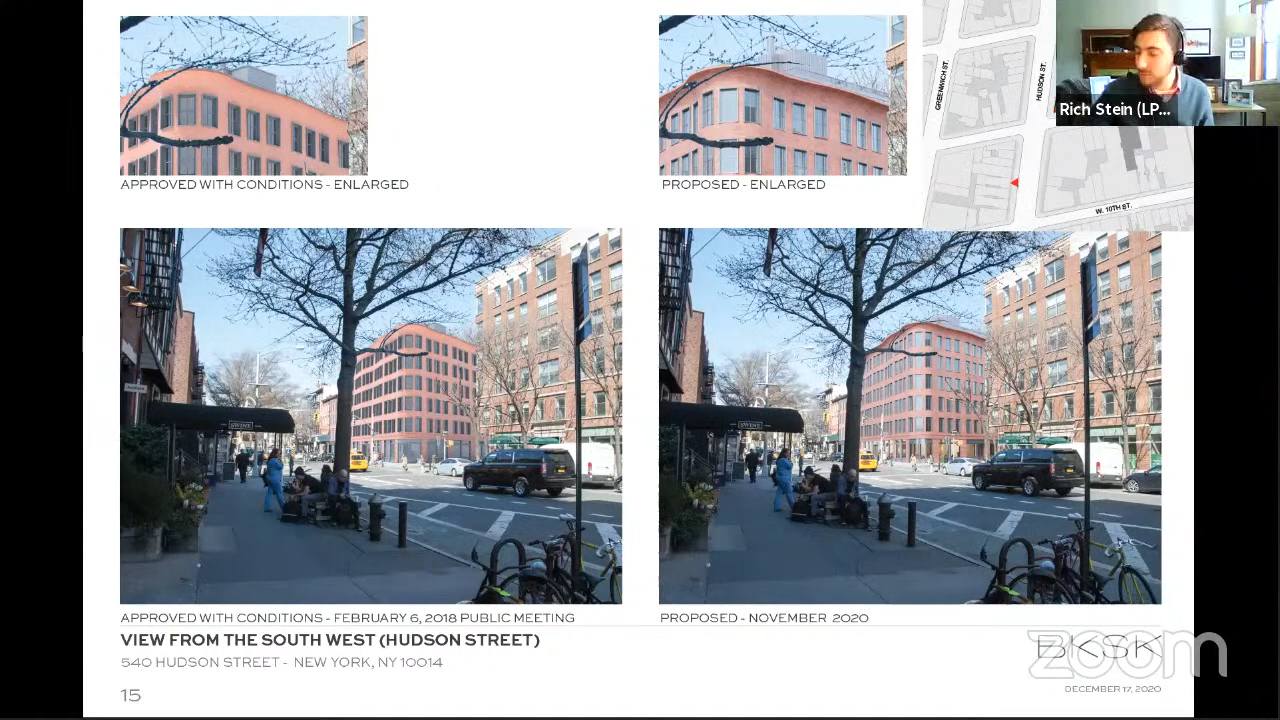 GREENWICH ST.
HUDSON ST.
W. 10TH ST.
Rich Stein (LP...
APPROVED WITH CONDITIONS - ENLARGED
PROPOSED - ENLARGED
APPROVED WITH CONDITIONS - FEBRUARY 6, 2018 PUBLIC MEETING
PROPOSED - NOVEMBER 2020
VIEW FROM THE SOUTH WEST (HUDSON STREET)
540 HUDSON STREET - NEW YORK, NY 10014
BKSK
zoom
15
DECEMBER 17, 2020